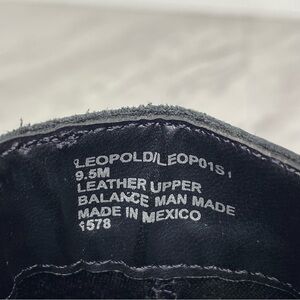 LEOPOLD/LEOP01S1
9.5M
LEATHER UPPER
BALANCE MAN MADE
MADE IN MEXICO
1578